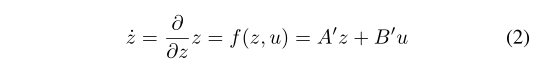 ż = ∂/∂z z = f(z, u) = A′z + B′u (2)